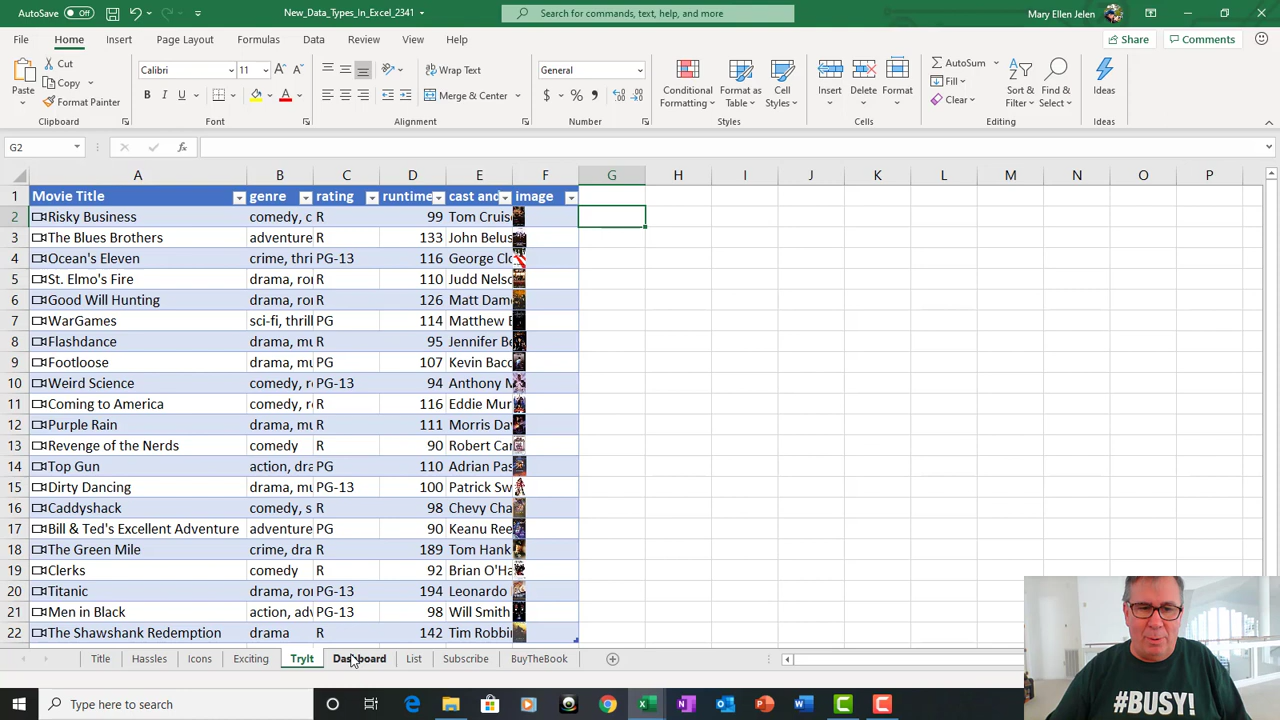 AutoSave Off New_Data_Types_In_Excel_2341 Search for commands, text, help, and more Mary Ellen Jelen
File Home Insert Page Layout Formulas Data Review View Help Share Comments
Paste Cut Copy Format Painter Clipboard
Calibri 11 B I U A A A Font
Wrap Text Merge & Center Alignment
General $ % Number
Conditional Formatting Format as Table Cell Styles Styles
Insert Delete Format Cells
AutoSum Fill Clear Sort & Filter Find & Select Editing
Ideas Ideas
G2 fx
A B C D E F G H I J K L M N O P
1 Movie Title genre rating runtime cast and image
2 Risky Business comedy, c R 99 Tom Cruis
3 The Blues Brothers adventure R 133 John Belus
4 Ocean's Eleven crime, thri PG-13 116 George Clo
5 St. Elmo's Fire drama, ro R 110 Judd Nelso
6 Good Will Hunting drama, ro R 126 Matt Dam
7 WarGames sci-fi, thrill PG 114 Matthew B
8 Flashdance drama, mu R 95 Jennifer Be
9 Footloose drama, mu PG 107 Kevin Baco
10 Weird Science comedy, ro PG-13 94 Anthony M
11 Coming to America comedy, ro R 116 Eddie Mur
12 Purple Rain drama, mu R 111 Morris Da
13 Revenge of the Nerds comedy R 90 Robert Car
14 Top Gun action, dra PG 110 Adrian Pas
15 Dirty Dancing drama, mu PG-13 100 Patrick Sw
16 Caddyshack comedy, s R 98 Chevy Cha
17 Bill & Ted's Excellent Adventure adventure PG 90 Keanu Ree
18 The Green Mile crime, dra R 189 Tom Hank
19 Clerks comedy R 92 Brian O'Ha
20 Titanic drama, ro PG-13 194 Leonardo
21 Men in Black action, adv PG-13 98 Will Smith
22 The Shawshank Redemption drama R 142 Tim Robbin
#BUSY!
Title Hassles Icons Exciting TryIt Dashboard List Subscribe BuyTheBook
Type here to search